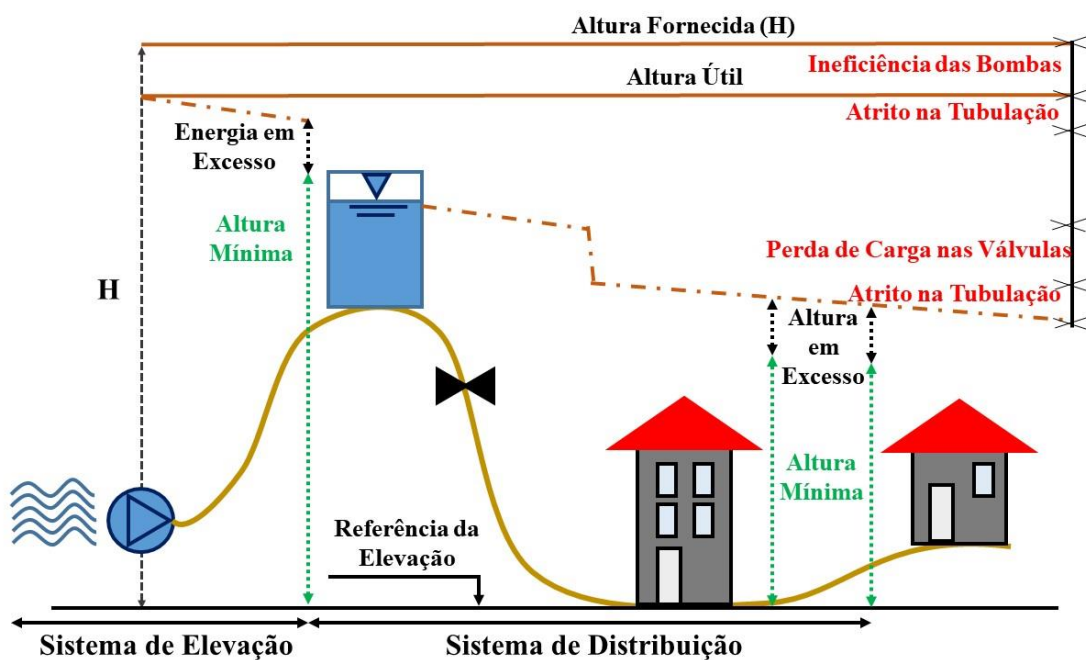 Altura Fornecida (H)
Ineficiência das Bombas
Altura Útil
Atrito na Tubulação
Energia em
Excesso
Altura
Mínima
Perda de Carga nas Válvulas
H
Atrito na Tubulação
Altura
em
Excesso
Altura
Mínima
Referência da
Elevação
Sistema de Elevação
Sistema de Distribuição